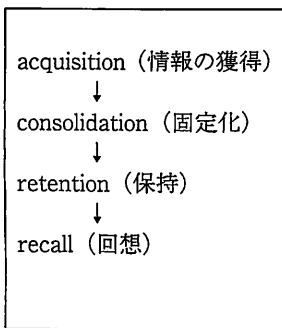 acquisition（情報の獲得）
↓
consolidation（固定化）
↓
retention（保持）
↓
recall（回想）